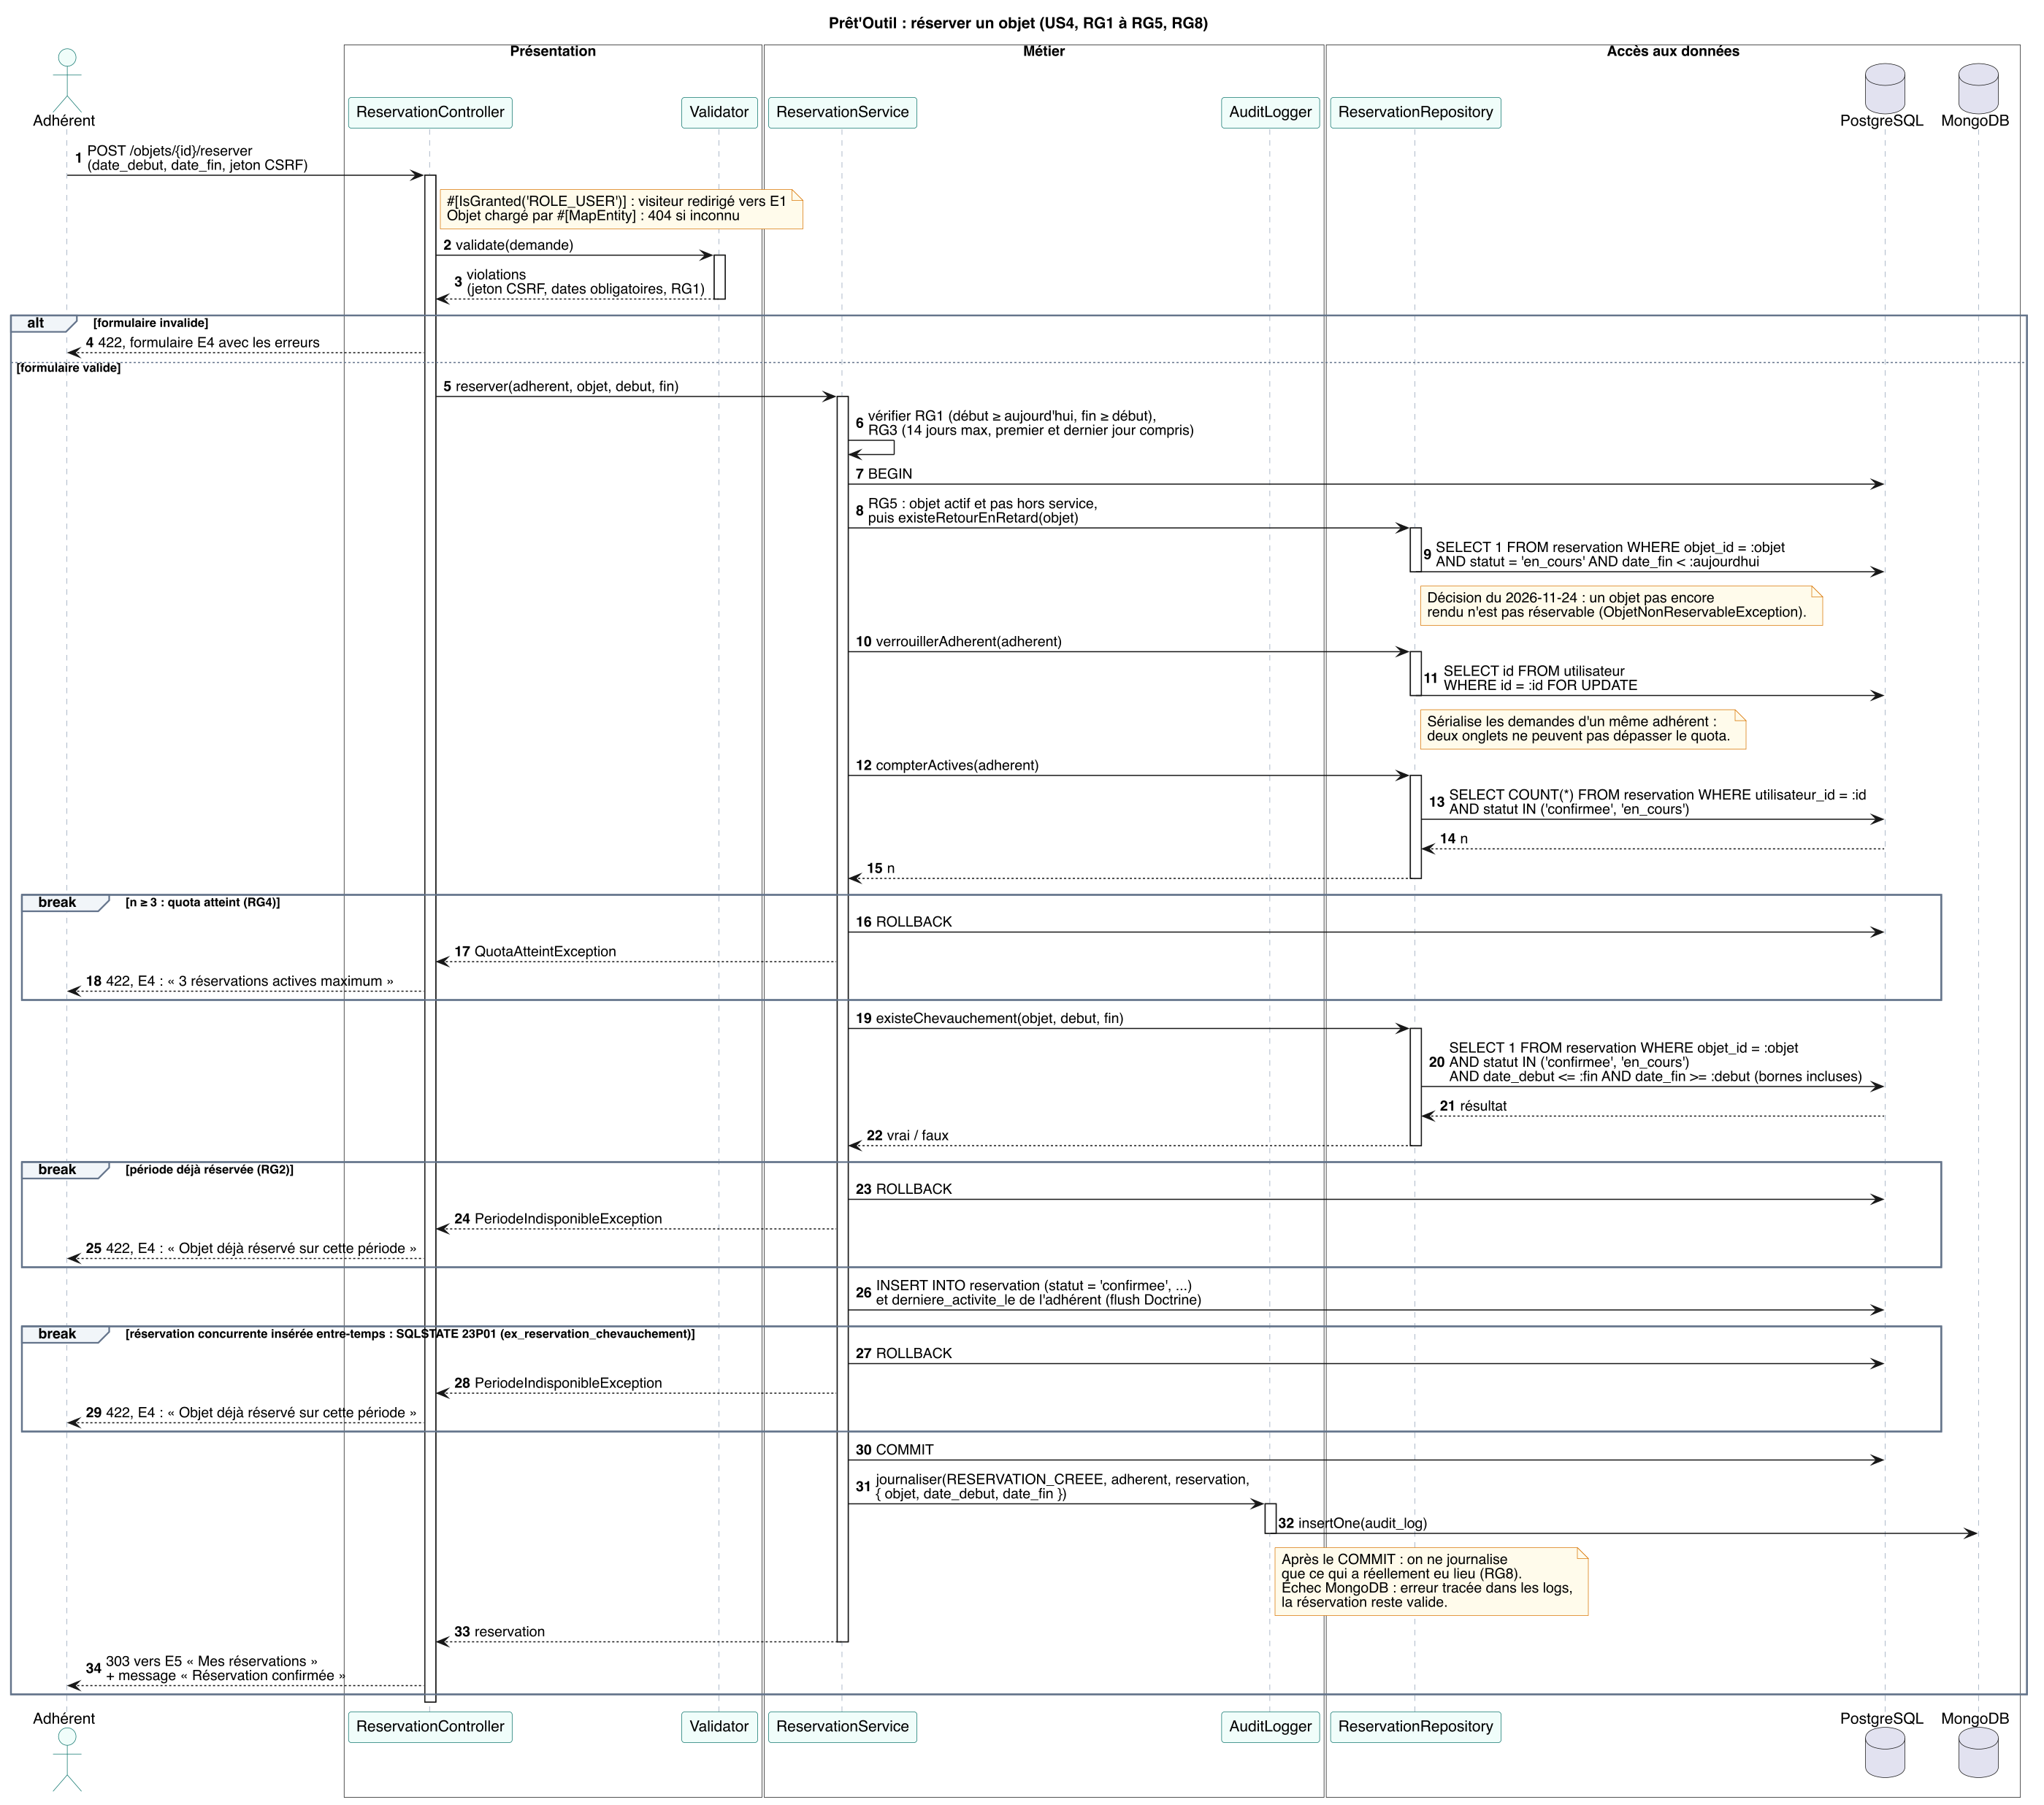 Prêt'Outil : réserver un objet (US4, RG1 à RG5, RG8)
Présentation
Métier
Accès aux données
Adhérent
ReservationController
Validator
ReservationService
AuditLogger
ReservationRepository
PostgreSQL
MongoDB
1 POST /objets/{id}/reserver
(date_debut, date_fin, jeton CSRF)
#[IsGranted('ROLE_USER')] : visiteur redirigé vers E1
Objet chargé par #[MapEntity] : 404 si inconnu
2 validate(demande)
3 violations
(jeton CSRF, dates obligatoires, RG1)
alt [formulaire invalide]
4 422, formulaire E4 avec les erreurs
[formulaire valide]
5 reserver(adherent, objet, debut, fin)
6 vérifier RG1 (début ≥ aujourd'hui, fin ≥ début),
RG3 (14 jours max, premier et dernier jour compris)
7 BEGIN
8 RG5 : objet actif et pas hors service,
puis existeRetourEnRetard(objet)
9 SELECT 1 FROM reservation WHERE objet_id = :objet
AND statut = 'en_cours' AND date_fin < :aujourdhui
Décision du 2026-11-24 : un objet pas encore
rendu n'est pas réservable (ObjetNonReservableException).
10 verrouillerAdherent(adherent)
11 SELECT id FROM utilisateur
WHERE id = :id FOR UPDATE
Sérialise les demandes d'un même adhérent :
deux onglets ne peuvent pas dépasser le quota.
12 compterActives(adherent)
13 SELECT COUNT(*) FROM reservation WHERE utilisateur_id = :id
AND statut IN ('confirmee', 'en_cours')
14 n
15 n
break [n ≥ 3 : quota atteint (RG4)]
16 ROLLBACK
17 QuotaAtteintException
18 422, E4 : « 3 réservations actives maximum »
19 existeChevauchement(objet, debut, fin)
20 SELECT 1 FROM reservation WHERE objet_id = :objet
AND statut IN ('confirmee', 'en_cours')
AND date_debut <= :fin AND date_fin >= :debut (bornes incluses)
21 résultat
22 vrai / faux
break [période déjà réservée (RG2)]
23 ROLLBACK
24 PeriodeIndisponibleException
25 422, E4 : « Objet déjà réservé sur cette période »
26 INSERT INTO reservation (statut = 'confirmee', ...)
et derniere_activite_le de l'adhérent (flush Doctrine)
break [réservation concurrente insérée entre-temps : SQLSTATE 23P01 (ex_reservation_chevauchement)]
27 ROLLBACK
28 PeriodeIndisponibleException
29 422, E4 : « Objet déjà réservé sur cette période »
30 COMMIT
31 journaliser(RESERVATION_CREEE, adherent, reservation,
{ objet, date_debut, date_fin })
32 insertOne(audit_log)
Après le COMMIT : on ne journalise
que ce qui a réellement eu lieu (RG8).
Échec MongoDB : erreur tracée dans les logs,
la réservation reste valide.
33 reservation
34 303 vers E5 « Mes réservations »
+ message « Réservation confirmée »
Adhérent
ReservationController
Validator
ReservationService
AuditLogger
ReservationRepository
PostgreSQL
MongoDB